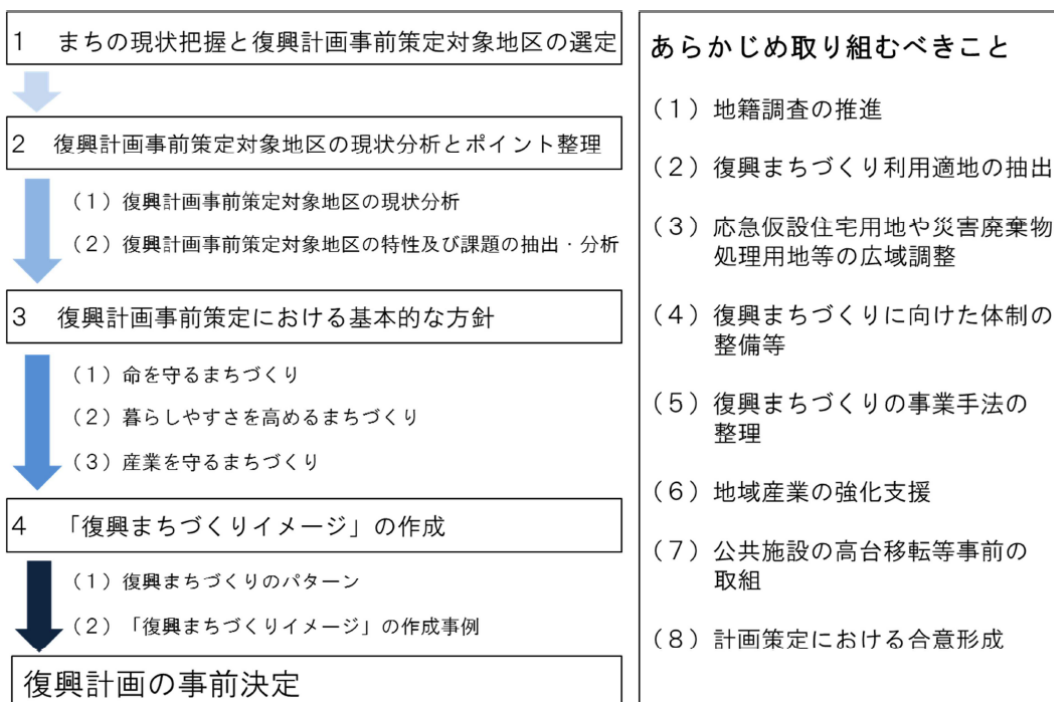 1　まちの現状把握と復興計画事前策定対象地区の選定
2　復興計画事前策定対象地区の現状分析とポイント整理
（1）復興計画事前策定対象地区の現状分析
（2）復興計画事前策定対象地区の特性及び課題の抽出・分析
3　復興計画事前策定における基本的な方針
（1）命を守るまちづくり
（2）暮らしやすさを高めるまちづくり
（3）産業を守るまちづくり
4　「復興まちづくりイメージ」の作成
（1）復興まちづくりのパターン
（2）「復興まちづくりイメージ」の作成事例
復興計画の事前決定
あらかじめ取り組むべきこと
（1）地籍調査の推進
（2）復興まちづくり利用適地の抽出
（3）応急仮設住宅用地や災害廃棄物
処理用地等の広域調整
（4）復興まちづくりに向けた体制の
整備等
（5）復興まちづくりの事業手法の
整理
（6）地域産業の強化支援
（7）公共施設の高台移転等事前の
取組
（8）計画策定における合意形成